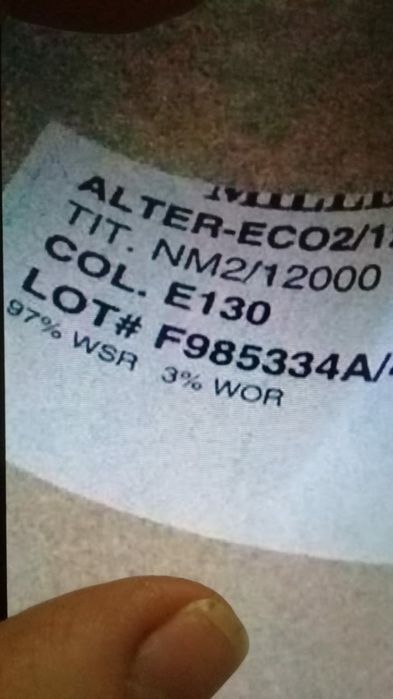 ALTER-ECO2/1
TIT. NM2/12000
COL. E130
LOT# F985334A/
97% WSR 3% WOR